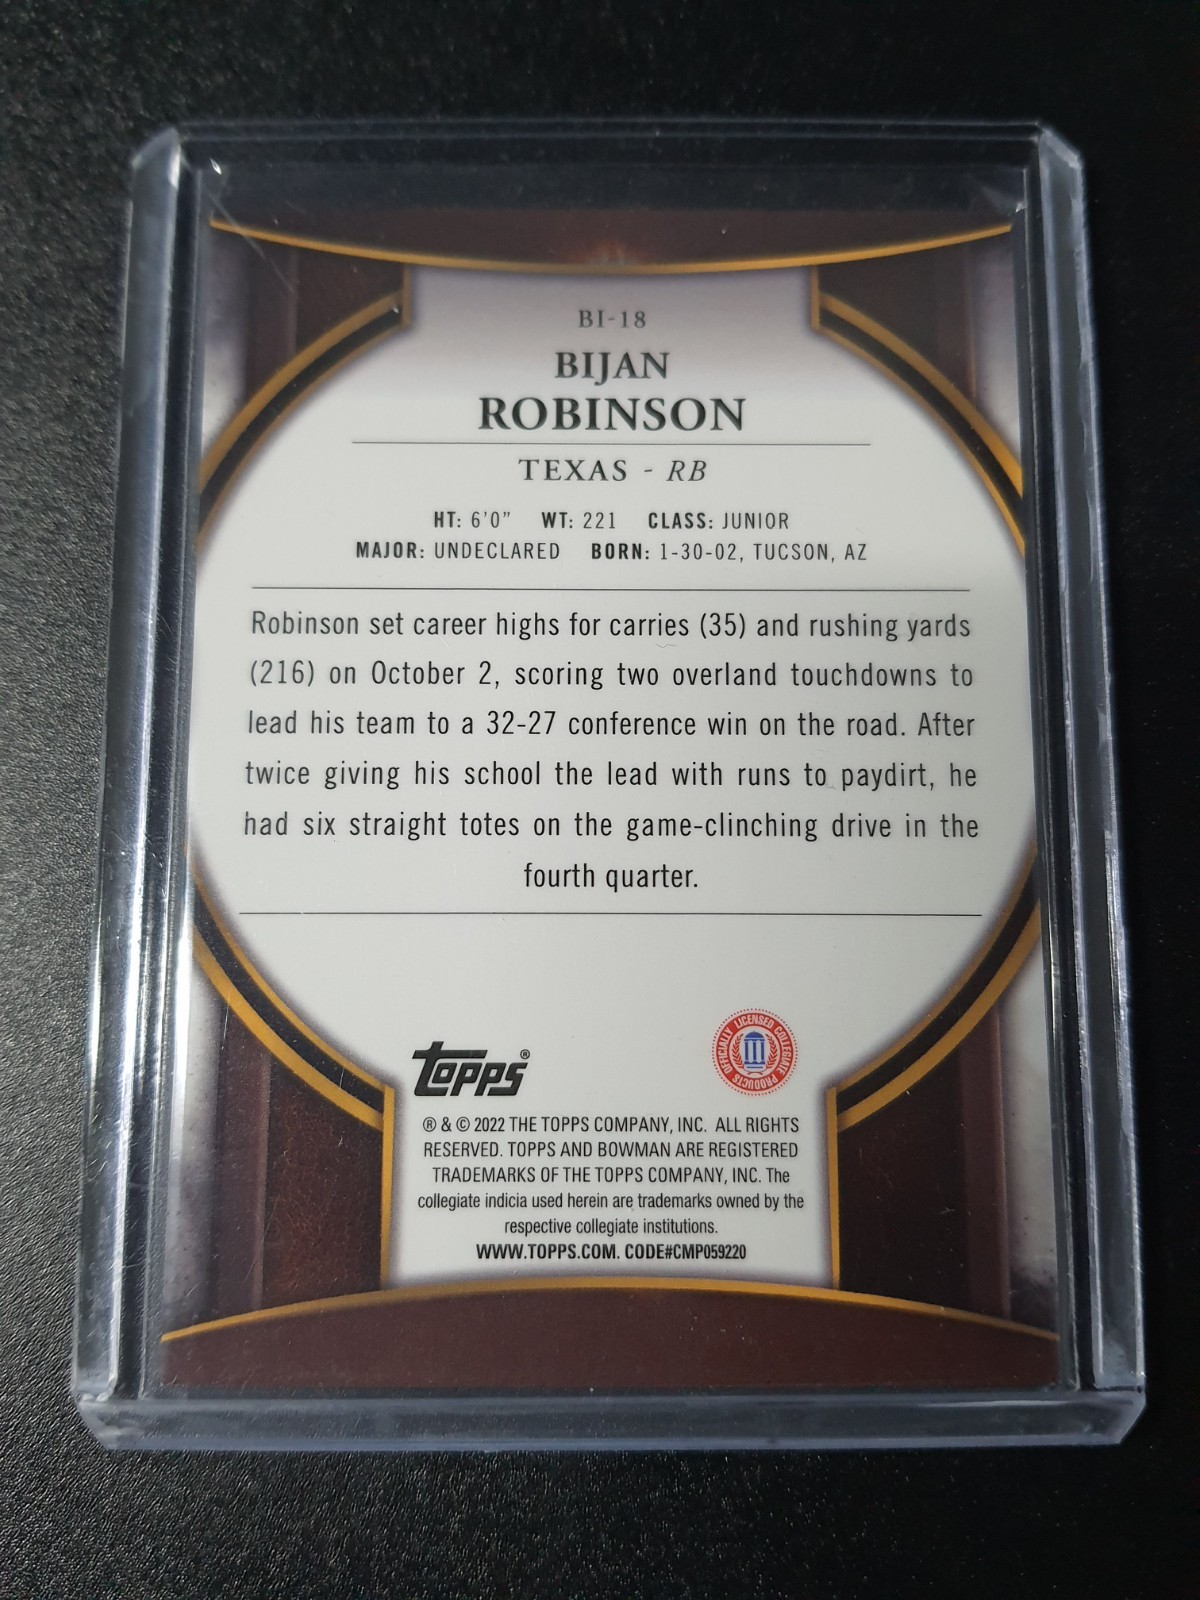 BI-18
BIJAN
ROBINSON
TEXAS - RB
HT: 6'0" WT: 221 CLASS: JUNIOR
MAJOR: UNDECLARED BORN: 1-30-02, TUCSON, AZ
Robinson set career highs for carries (35) and rushing yards
(216) on October 2, scoring two overland touchdowns to
lead his team to a 32-27 conference win on the road. After
twice giving his school the lead with runs to paydirt, he
had six straight totes on the game-clinching drive in the
fourth quarter.
topps®
OFFICIALLY LICENSED COLLEGIATE PRODUCTS
® & © 2022 THE TOPPS COMPANY, INC. ALL RIGHTS
RESERVED. TOPPS AND BOWMAN ARE REGISTERED
TRADEMARKS OF THE TOPPS COMPANY, INC. The
collegiate indicia used herein are trademarks owned by the
respective collegiate institutions.
WWW.TOPPS.COM. CODE#CMP059220